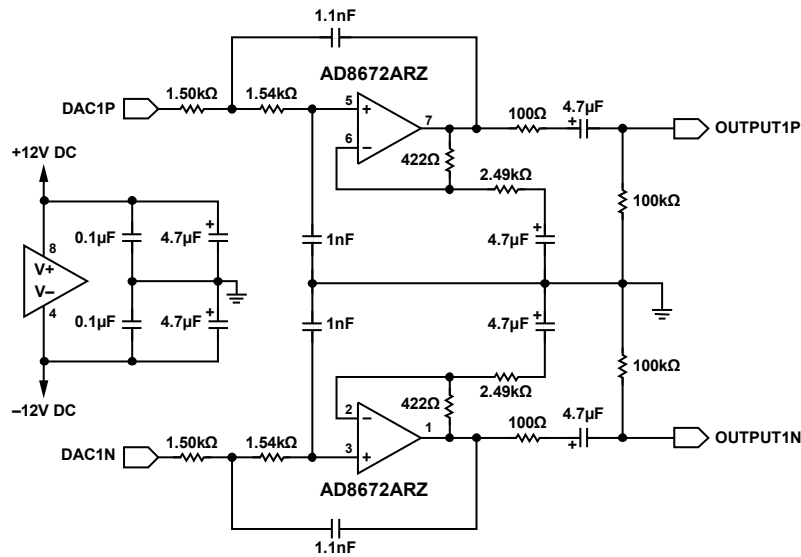 1.1nF
AD8672ARZ
1.50kΩ
1.54kΩ
DAC1P
5
+
7
6
–
100Ω
4.7µF
+
OUTPUT1P
422Ω
2.49kΩ
100kΩ
+12V DC
0.1µF
4.7µF
+
8
V+
V–
4
1nF
4.7µF
+
0.1µF
4.7µF
+
1nF
4.7µF
+
–12V DC
2.49kΩ
422Ω
100kΩ
2
–
3
+
1
100Ω
4.7µF
+
OUTPUT1N
1.50kΩ
1.54kΩ
DAC1N
AD8672ARZ
1.1nF